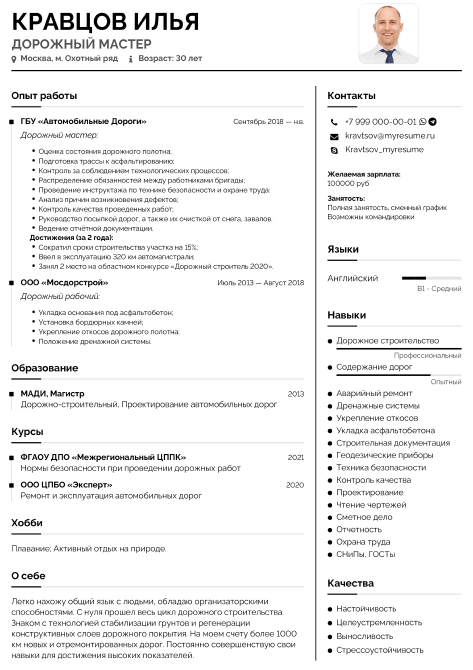 КРАВЦОВ ИЛЬЯ
ДОРОЖНЫЙ МАСТЕР
Москва, м. Охотный ряд Возраст: 30 лет
Опыт работы
ГБУ «Автомобильные Дороги» Сентябрь 2018 — н.в.
Дорожный мастер:
Оценка состояния дорожного полотна;
Подготовка трассы к асфальтированию;
Контроль за соблюдением технологических процессов;
Распределение обязанностей между работниками бригады;
Проведение инструктажа по технике безопасности и охране труда;
Анализ причин возникновения дефектов;
Контроль качества проведенных работ;
Руководство посыпкой дорог, а также их очисткой от снега, завалов.
Ведение отчётной документации.
Достижения (за 2 года):
Сократил сроки строительства участка на 15%;
Ввел в эксплуатацию 320 км автомагистрали;
Занял 2 место на областном конкурсе «Дорожный строитель 2020».
ООО «Мосдорстрой» Июль 2013 — Август 2018
Дорожный рабочий:
Укладка основания под асфальтобетон;
Установка бордюрных камней;
Укрепление откосов дорожного полотна;
Положение дренажной системы.
Образование
МАДИ, Магистр 2013
Дорожно-строительный, Проектирование автомобильных дорог
Курсы
ФГАОУ ДПО «Межрегиональный ЦППК» 2021
Нормы безопасности при проведении дорожных работ
ООО ЦПБО «Эксперт» 2020
Ремонт и эксплуатация автомобильных дорог
Хобби
Плавание; Активный отдых на природе.
О себе
Легко нахожу общий язык с людьми, обладаю организаторскими
способностями. С нуля прошел весь цикл дорожного строительства.
Знаком с технологией стабилизации грунтов и регенерации
конструктивных слоев дорожного покрытия. На моем счету более 1000
км новых и отремонтированных дорог. Постоянно совершенствую свои
навыки для достижения высоких показателей.
Контакты
+7 999 000-00-01
kravtsov@myresume.ru
Kravtsov_myresume
Желаемая зарплата:
100000 руб
Занятость:
Полная занятость, сменный график
Возможны командировки
Языки
Английский
B1 - Средний
Навыки
Дорожное строительство
Профессиональный
Содержание дорог
Опытный
Аварийный ремонт
Дренажные системы
Укрепление откосов
Укладка асфальтобетона
Строительная документация
Геодезические приборы
Техника безопасности
Контроль качества
Проектирование
Чтение чертежей
Сметное дело
Отчетность
Охрана труда
СНиПы, ГОСТы
Качества
Настойчивость
Целеустремленность
Выносливость
Стрессоустойчивость